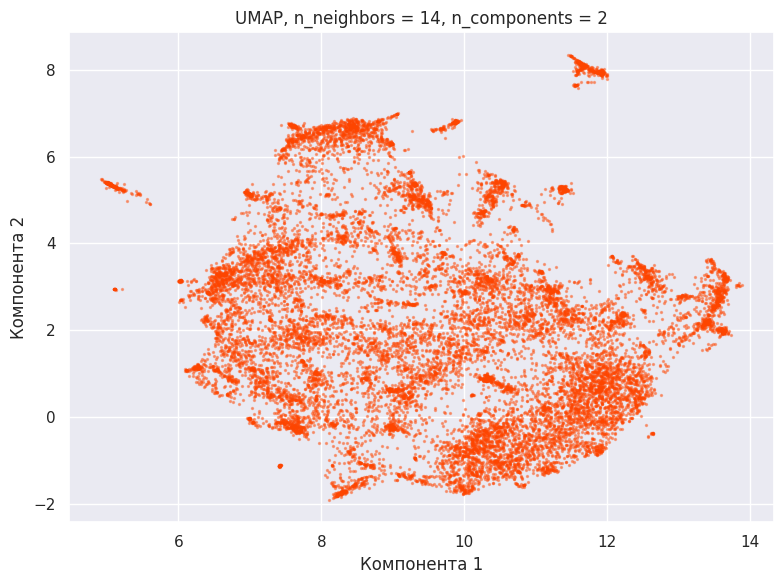 UMAP, n_neighbors = 14, n_components = 2
8
6
4
2
0
−2
Компонента 2
6 8 10 12 14
Компонента 1